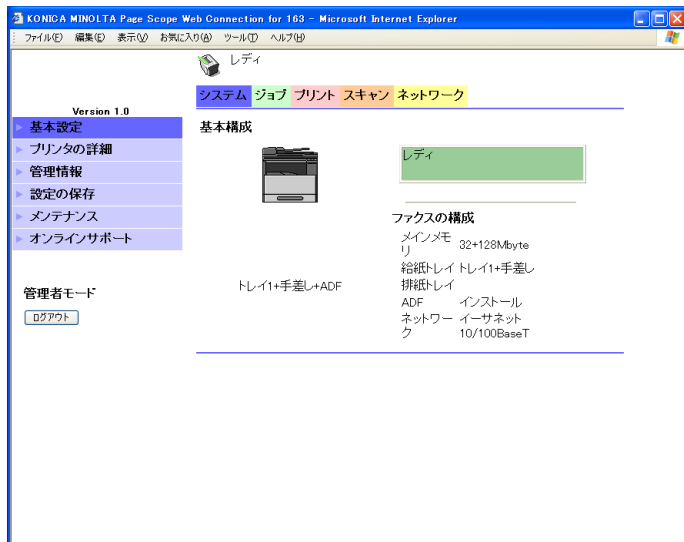 KONICA MINOLTA Page Scope Web Connection for 163 - Microsoft Internet Explorer
ファイル(F) 編集(E) 表示(V) お気に入り(A) ツール(T) ヘルプ(H)
レディ
システム ジョブ プリント スキャン ネットワーク
Version 1.0
基本設定
プリンタの詳細
管理情報
設定の保存
メンテナンス
オンラインサポート
管理者モード
ログアウト
基本構成
レディ
トレイ1+手差し+ADF
ファクスの構成
メインメモ
リ 32+128Mbyte
給紙トレイ トレイ1+手差し
排紙トレイ
ADF インストール
ネットワー イーサネット
ク 10/100BaseT